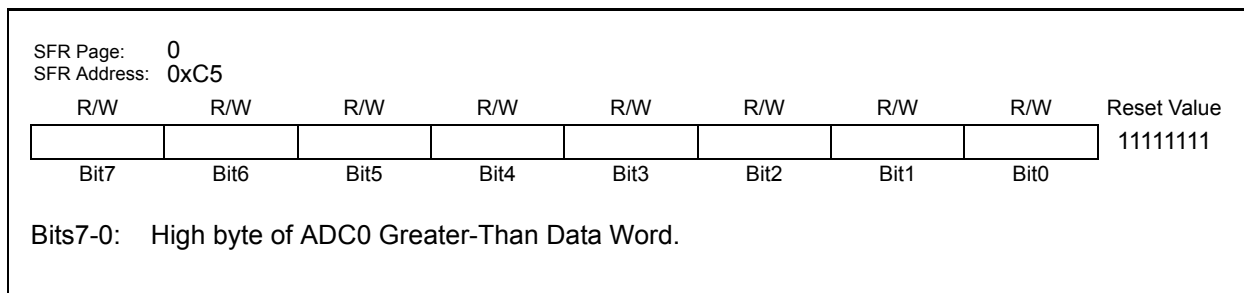 SFR Page: 0
SFR Address: 0xC5
R/W R/W R/W R/W R/W R/W R/W R/W Reset Value
11111111
Bit7 Bit6 Bit5 Bit4 Bit3 Bit2 Bit1 Bit0
Bits7-0: High byte of ADC0 Greater-Than Data Word.